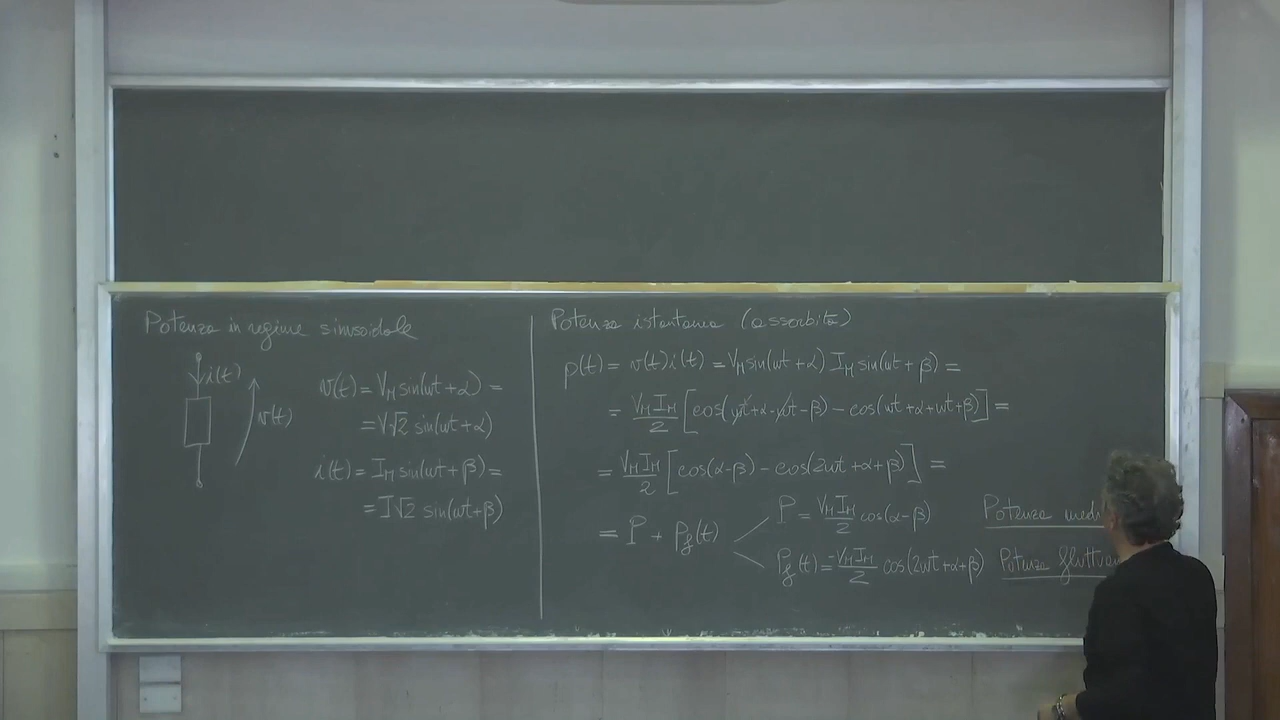 Potenza in regime sinusoidale
i(t)
v(t)
v(t) = V_M sin(ωt + α) =
= V√2 sin(ωt + α)
i(t) = I_M sin(ωt + β) =
= I√2 sin(ωt + β)
Potenza istantanea (assorbita)
p(t) = v(t) i(t) = V_M sin(ωt + α) I_M sin(ωt + β) =
= V_M I_M / 2 [cos(ωt + α - ωt - β) - cos(ωt + α + ωt + β)] =
= V_M I_M / 2 [cos(α - β) - cos(2ωt + α + β)] =
= P + p_f(t)
P = V_M I_M / 2 cos(α - β) Potenza
p_f(t) = -V_M I_M / 2 cos(2ωt + α + β) Potenza